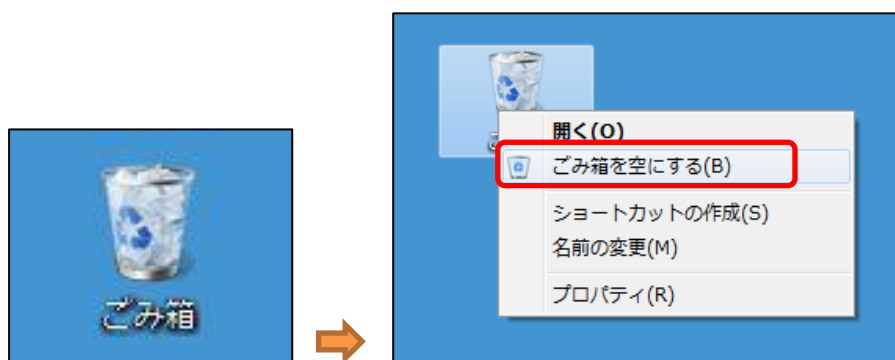 ごみ箱
開く(O)
ごみ箱を空にする(B)
ショートカットの作成(S)
名前の変更(M)
プロパティ(R)